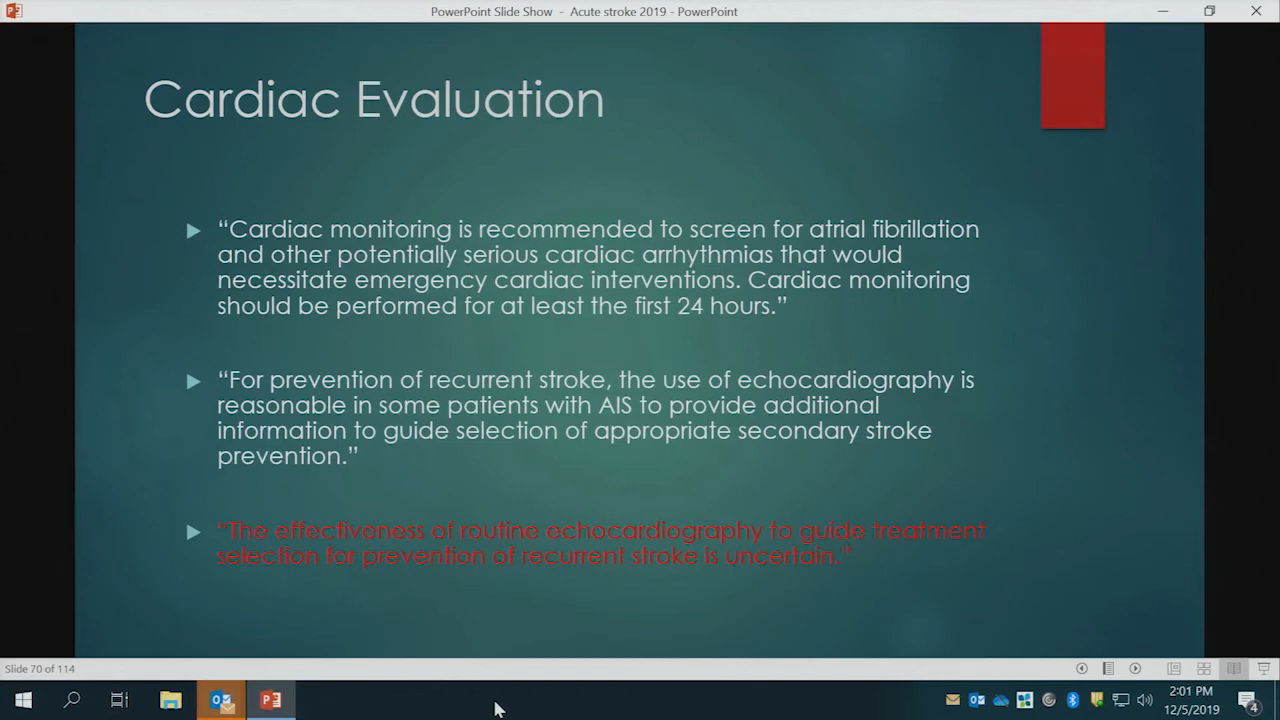 PowerPoint Slide Show - Acute stroke 2019 - PowerPoint
Cardiac Evaluation
“Cardiac monitoring is recommended to screen for atrial fibrillation
and other potentially serious cardiac arrhythmias that would
necessitate emergency cardiac interventions. Cardiac monitoring
should be performed for at least the first 24 hours.”
“For prevention of recurrent stroke, the use of echocardiography is
reasonable in some patients with AIS to provide additional
information to guide selection of appropriate secondary stroke
prevention.”
“The effectiveness of routine echocardiography to guide treatment
selection for prevention of recurrent stroke is uncertain.”
Slide 70 of 114
2:01 PM
12/5/2019
4